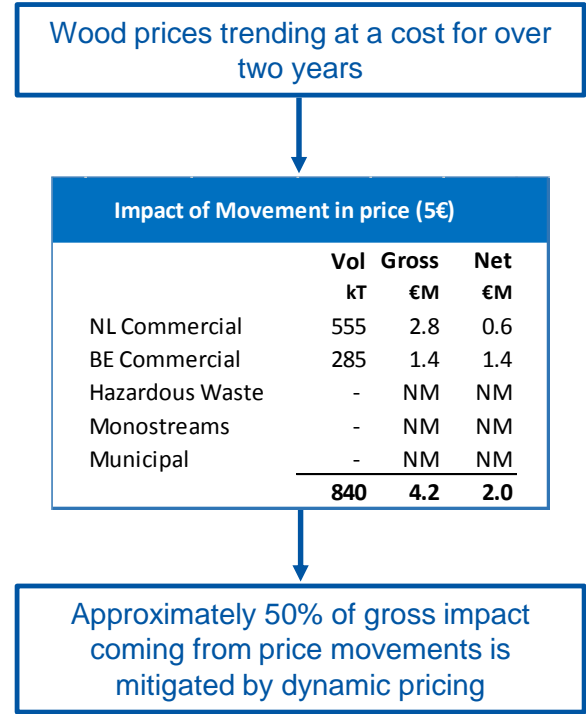 Wood prices trending at a cost for over
two years
Impact of Movement in price (5€)
Vol Gross Net
kT €M €M
NL Commercial 555 2.8 0.6
BE Commercial 285 1.4 1.4
Hazardous Waste - NM NM
Monostreams - NM NM
Municipal - NM NM
840 4.2 2.0
Approximately 50% of gross impact
coming from price movements is
mitigated by dynamic pricing